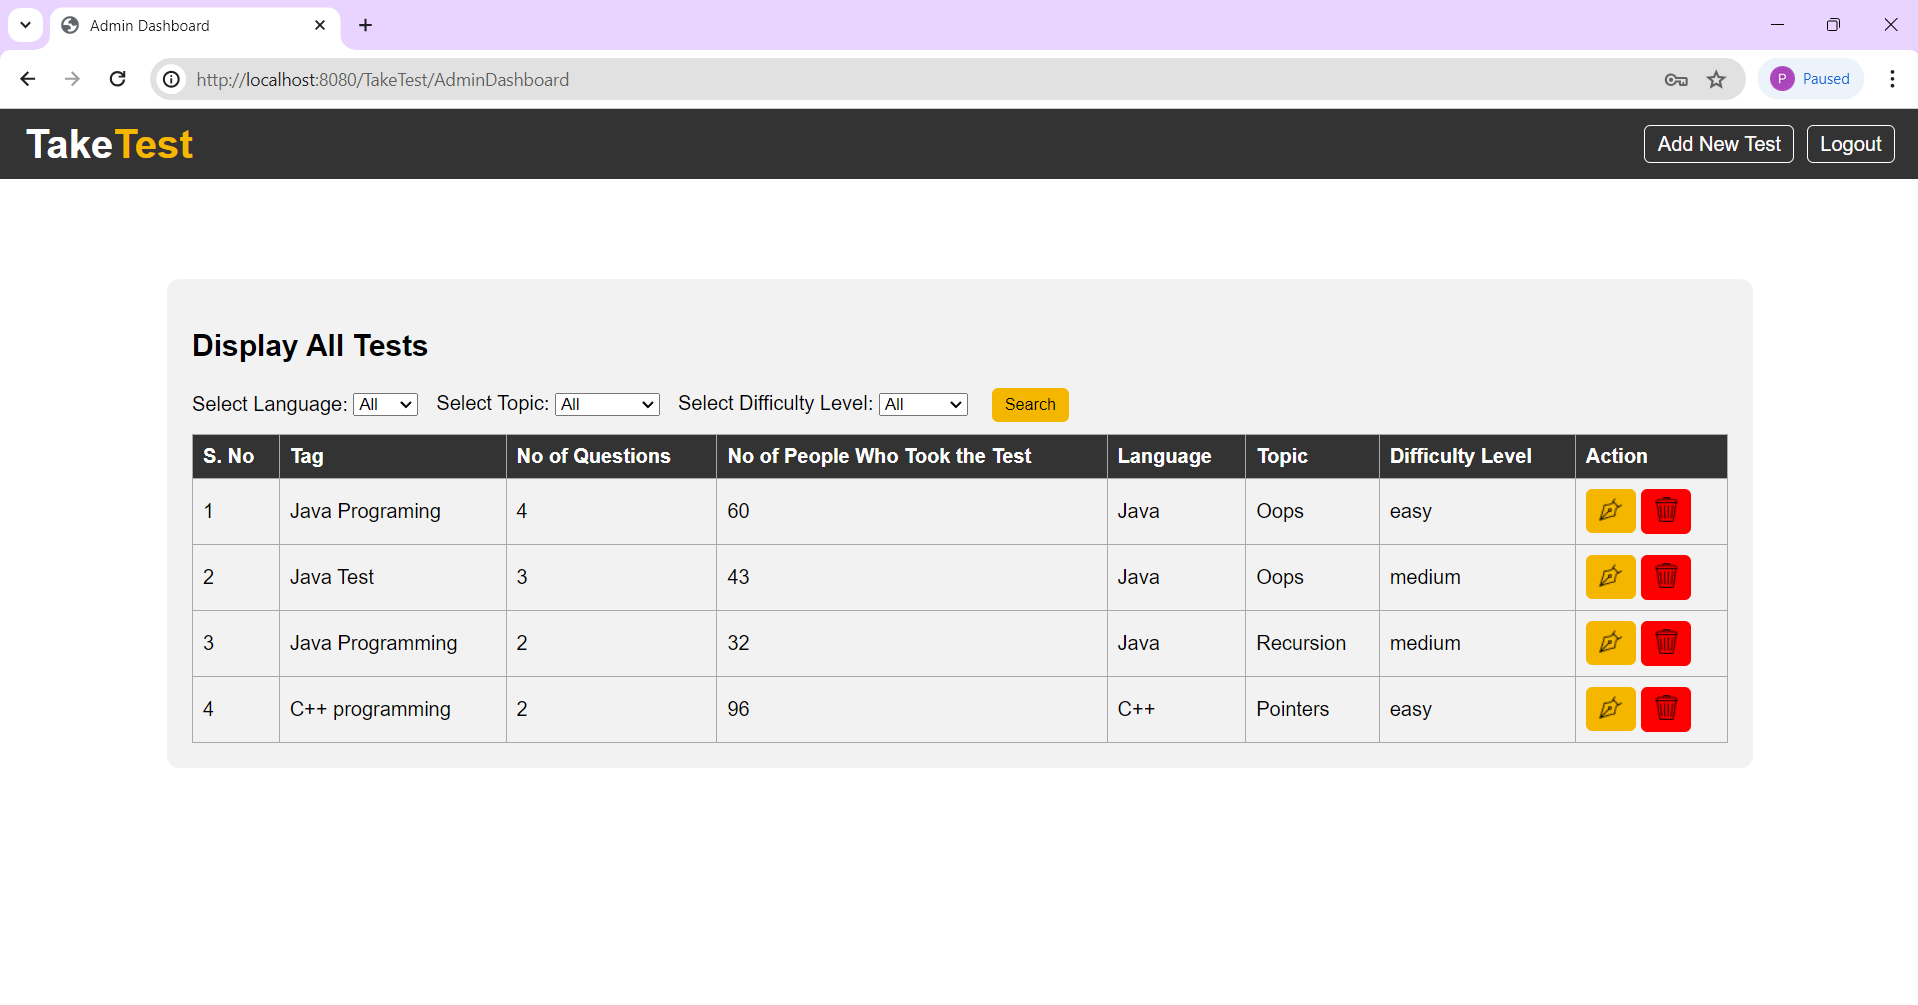 Admin Dashboard
http://localhost:8080/TakeTest/AdminDashboard
P Paused
TakeTest
Add New Test Logout
Display All Tests
Select Language: All Select Topic: All Select Difficulty Level: All Search
S. No Tag No of Questions No of People Who Took the Test Language Topic Difficulty Level Action
1 Java Programing 4 60 Java Oops easy
2 Java Test 3 43 Java Oops medium
3 Java Programming 2 32 Java Recursion medium
4 C++ programming 2 96 C++ Pointers easy